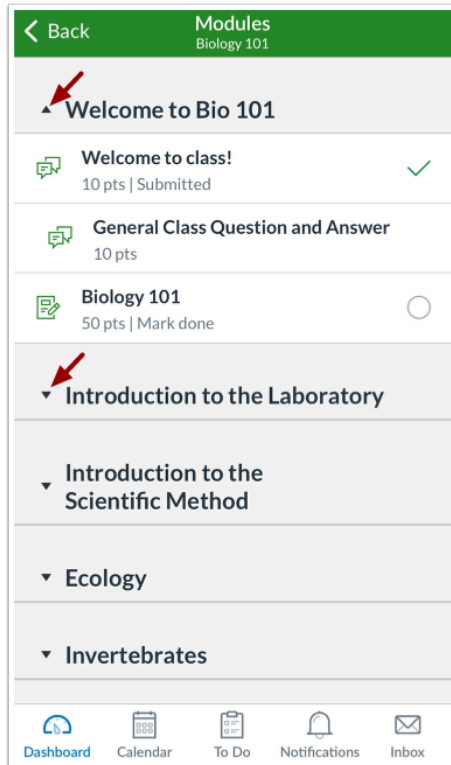 Back
Modules
Biology 101
Welcome to Bio 101
Welcome to class!
10 pts | Submitted
General Class Question and Answer
10 pts
Biology 101
50 pts | Mark done
Introduction to the Laboratory
Introduction to the
Scientific Method
Ecology
Invertebrates
Dashboard
Calendar
To Do
Notifications
Inbox